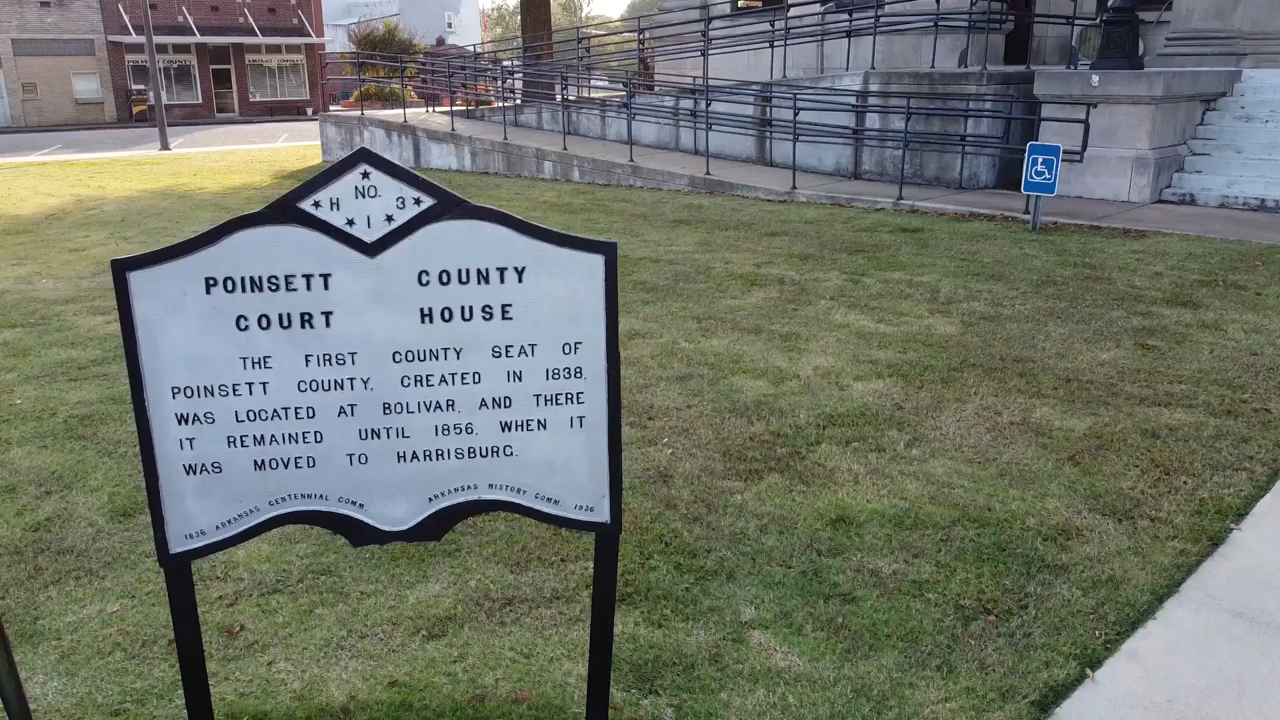 POINSETT COUNTY
ABSTRACT COMPANY
NO.
H 3
1
POINSETT COUNTY
COURT HOUSE
THE FIRST COUNTY SEAT OF
POINSETT COUNTY, CREATED IN 1838,
WAS LOCATED AT BOLIVAR, AND THERE
IT REMAINED UNTIL 1856, WHEN IT
WAS MOVED TO HARRISBURG.
1836 ARKANSAS CENTENNIAL COMM. ARKANSAS HISTORY COMM. 1936